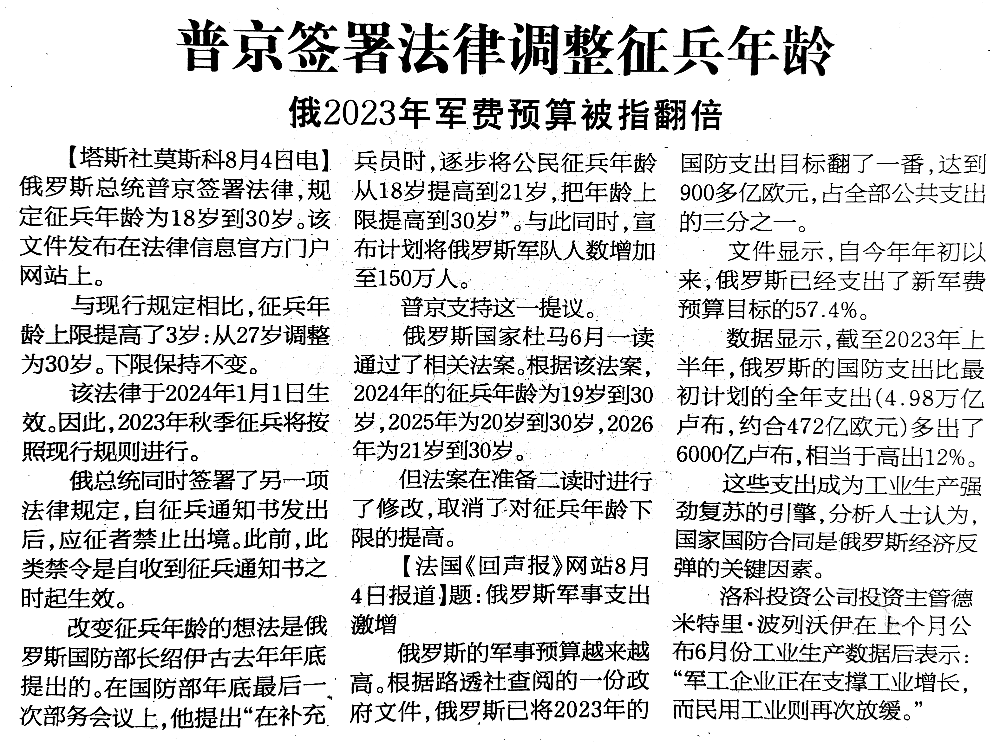 普京签署法律调整征兵年龄
俄2023年军费预算被指翻倍
【塔斯社莫斯科8月4日电】
俄罗斯总统普京签署法律,规
定征兵年龄为18岁到30岁。该
文件发布在法律信息官方门户
网站上。
与现行规定相比,征兵年
龄上限提高了3岁:从27岁调整
为30岁。下限保持不变。
该法律于2024年1月1日生
效。因此,2023年秋季征兵将按
照现行规则进行。
俄总统同时签署了另一项
法律规定,自征兵通知书发出
后,应征者禁止出境。此前,此
类禁令是自收到征兵通知书之
时起生效。
改变征兵年龄的想法是俄
罗斯国防部长绍伊古去年年底
提出的。在国防部年底最后一
次部务会议上,他提出“在补充
兵员时,逐步将公民征兵年龄
从18岁提高到21岁,把年龄上
限提高到30岁”。与此同时,宣
布计划将俄罗斯军队人数增加
至150万人。
普京支持这一提议。
俄罗斯国家杜马6月一读
通过了相关法案。根据该法案,
2024年的征兵年龄为19岁到30
岁,2025年为20岁到30岁,2026
年为21岁到30岁。
但法案在准备二读时进行
了修改,取消了对征兵年龄下
限的提高。
【法国《回声报》网站8月
4日报道】题:俄罗斯军事支出
激增
俄罗斯的军事预算越来越
高。根据路透社查阅的一份政
府文件,俄罗斯已将2023年的
国防支出目标翻了一番,达到
900多亿欧元,占全部公共支出
的三分之一。
文件显示,自今年年初以
来,俄罗斯已经支出了新军费
预算目标的57.4%。
数据显示,截至2023年上
半年,俄罗斯的国防支出比最
初计划的全年支出(4.98万亿
卢布,约合472亿欧元)多出了
6000亿卢布,相当于高出12%。
这些支出成为工业生产强
劲复苏的引擎,分析人士认为,
国家国防合同是俄罗斯经济反
弹的关键因素。
洛科投资公司投资主管德
米特里·波列沃伊在上个月公
布6月份工业生产数据后表示:
“军工企业正在支撑工业增长,
而民用工业则再次放缓。”